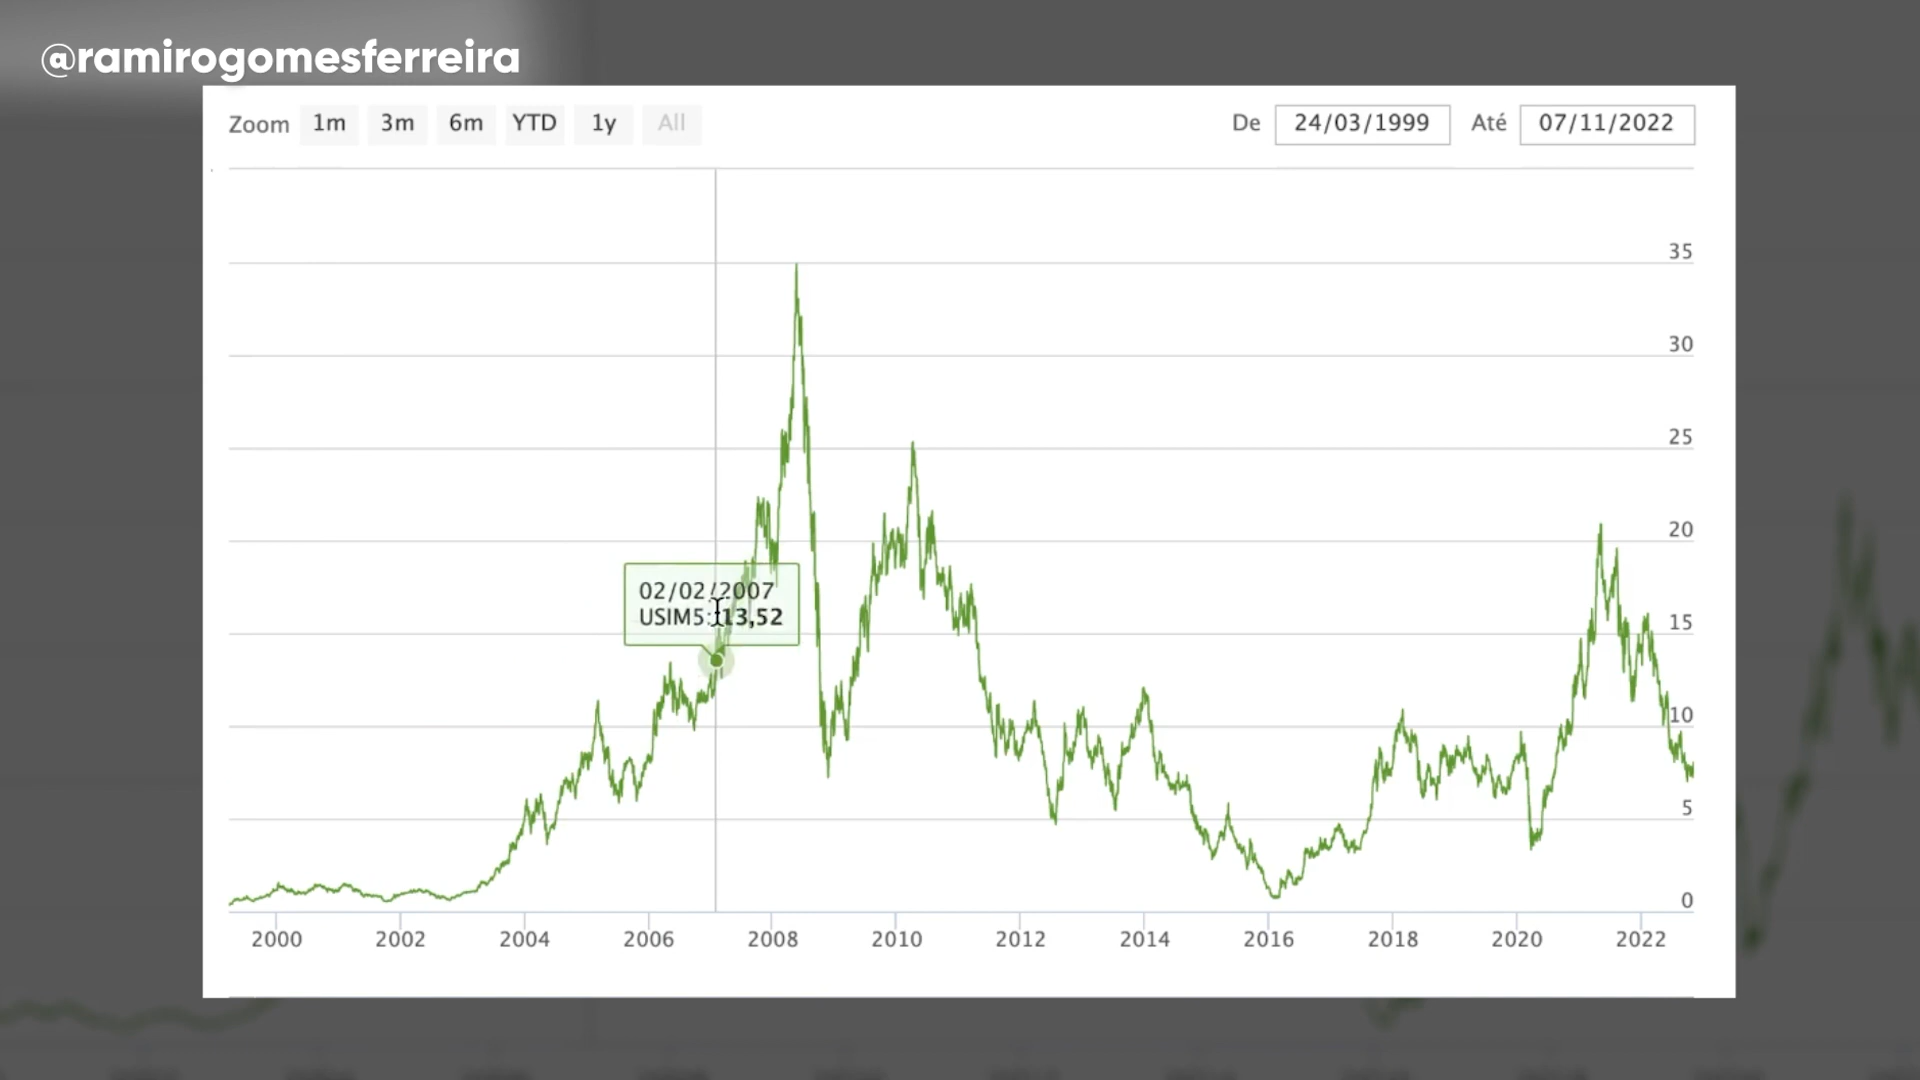 @ramirogomesferreira
Zoom 1m 3m 6m YTD 1y All
De 24/03/1999 Até 07/11/2022
35
30
25
20
02/02/2007
USIM5: 13,52
15
10
5
0
2000 2002 2004 2006 2008 2010 2012 2014 2016 2018 2020 2022